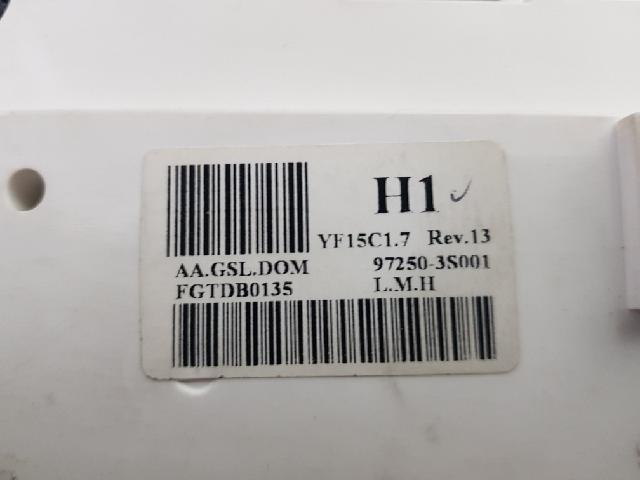 H1
YF15C1.7 Rev.13
AA.GSL.DOM 97250-3S001
FGTDB0135 L.M.H